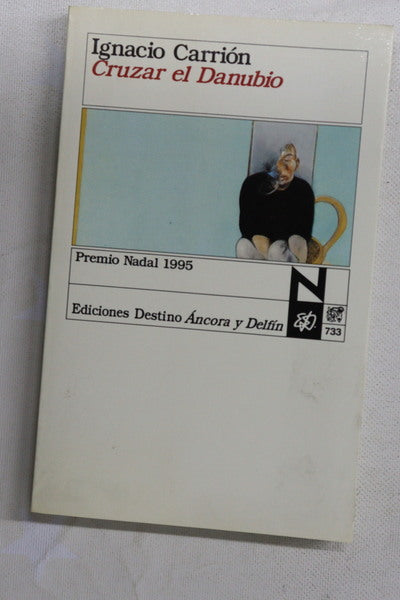 Ignacio Carrión
Cruzar el Danubio
Premio Nadal 1995
N
Ediciones Destino Áncora y Delfín
733